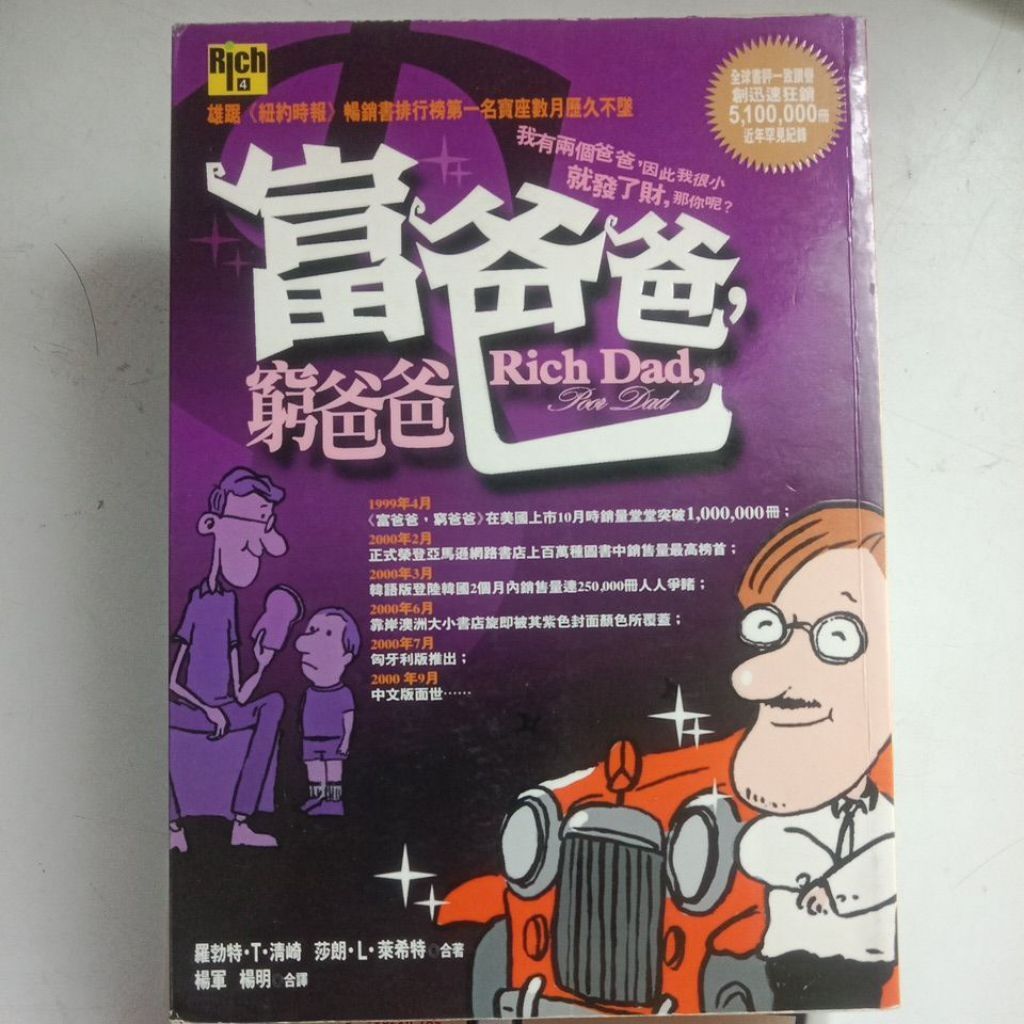 Rich
4
雄踞《紐約時報》暢銷書排行榜第一名寶座數月歷久不墜
全球書評一致讚譽
創迅速狂銷
5,100,000冊
近年罕見紀錄
我有兩個爸爸，因此我很小
就發了財，那你呢？
富爸爸，
窮爸爸
Rich Dad,
Poor Dad
1999年4月
《富爸爸，窮爸爸》在美國上市10月時銷量堂堂突破1,000,000冊；
2000年2月
正式榮登亞馬遜網路書店上百萬種圖書中銷售量最高榜首；
2000年3月
韓語版登陸韓國2個月內銷售量達250,000冊人人爭睹；
2000年6月
靠岸澳洲大小書店旋即被其紫色封面顏色所覆蓋；
2000年7月
匈牙利版推出；
2000 年9月
中文版面世⋯⋯
羅勃特・T・清崎 莎朗・L・萊希特◎合著
楊軍 楊明◎合譯